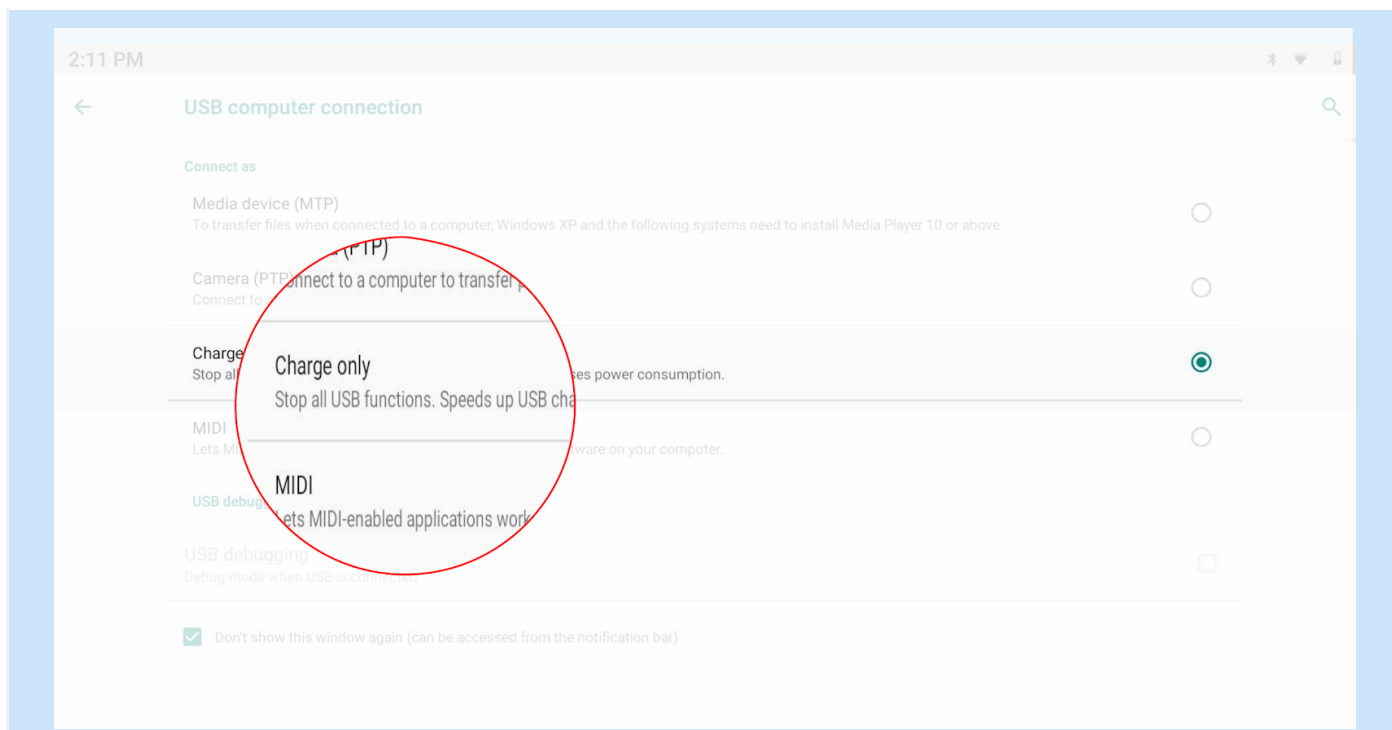 2:11 PM
USB computer connection
Connect as
Media device (MTP)
To transfer files when connected to a computer, Windows XP and the following systems need to install Media Player 10 or above
Camera (PTP)
Connect to
(PTP)
onnect to a computer to transfer
Charge
Stop all
ses power consumption.
Charge only
Stop all USB functions. Speeds up USB cha
MIDI
Lets MI
tware on your computer.
MIDI
Lets MIDI-enabled applications work
USB debugg
USB debugging
Debug mode when USB is connected
Don't show this window again (can be accessed from the notification bar)